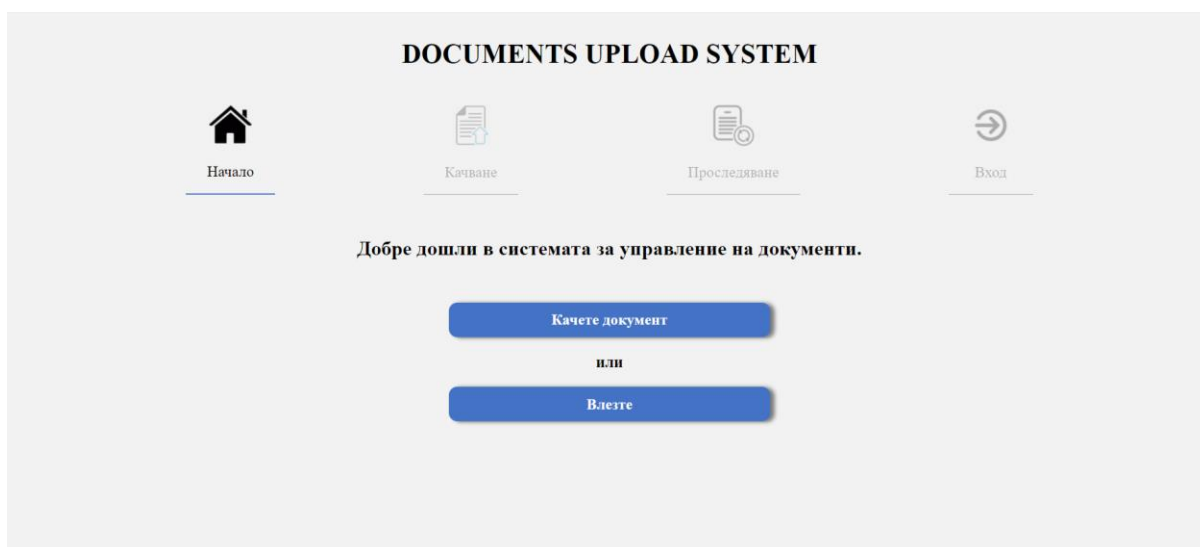 DOCUMENTS UPLOAD SYSTEM
Начало Качване Проследяване Вход
Добре дошли в системата за управление на документи.
Качете документ
или
Влезте